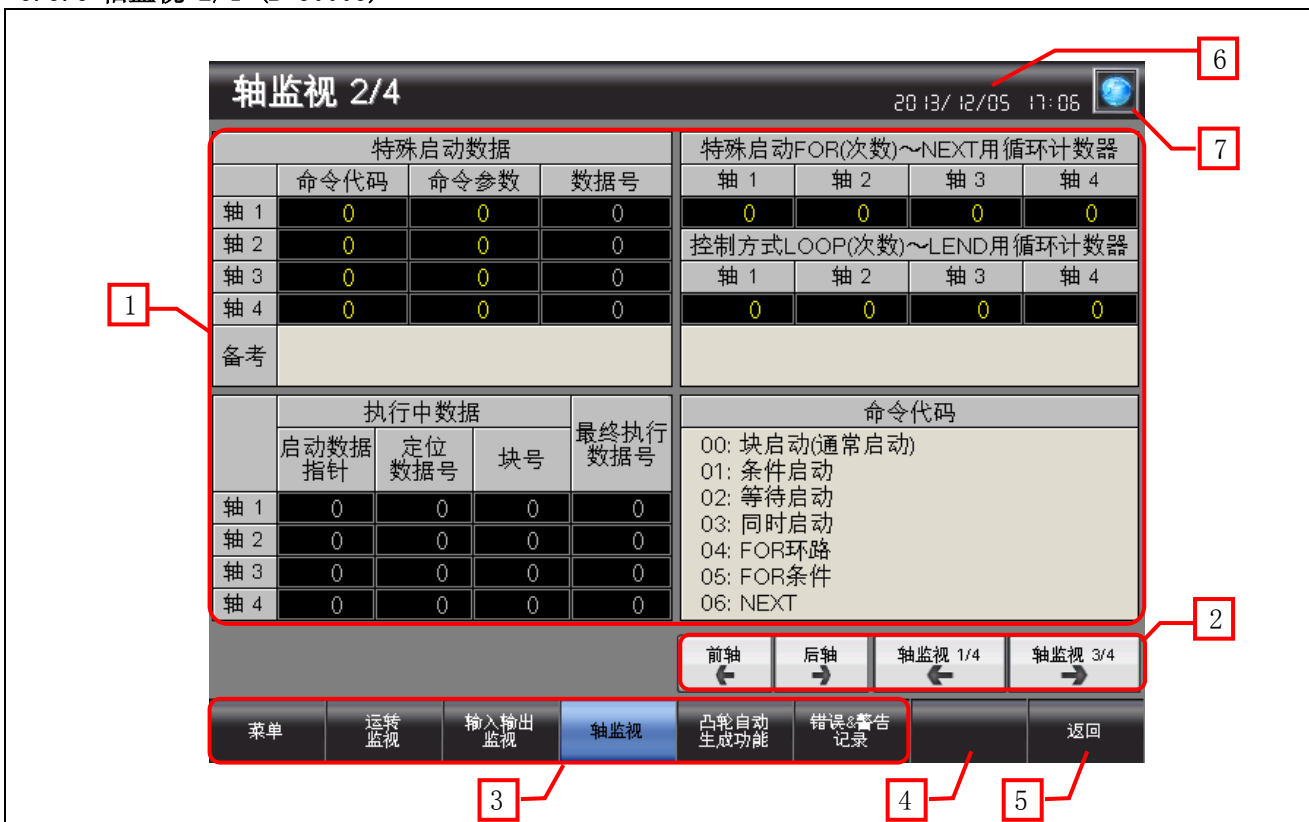 6
轴监视 2/4
2013/12/05 17:06
7
特殊启动数据
命令代码 命令参数 数据号
轴 1 0 0 0
轴 2 0 0 0
轴 3 0 0 0
轴 4 0 0 0
备考
特殊启动FOR(次数)~NEXT用循环计数器
轴 1 轴 2 轴 3 轴 4
0 0 0 0
控制方式LOOP(次数)~LEND用循环计数器
轴 1 轴 2 轴 3 轴 4
0 0 0 0
1
执行中数据
启动数据
指针
定位
数据号
块号
最终执行
数据号
轴 1 0 0 0 0
轴 2 0 0 0 0
轴 3 0 0 0 0
轴 4 0 0 0 0
命令代码
00: 块启动(通常启动)
01: 条件启动
02: 等待启动
03: 同时启动
04: FOR环路
05: FOR条件
06: NEXT
2
前轴
后轴
轴监视 1/4
轴监视 3/4
菜单
运转
监视
输入输出
监视
轴监视
凸轮自动
生成功能
错误&警告
记录
返回
3
4
5